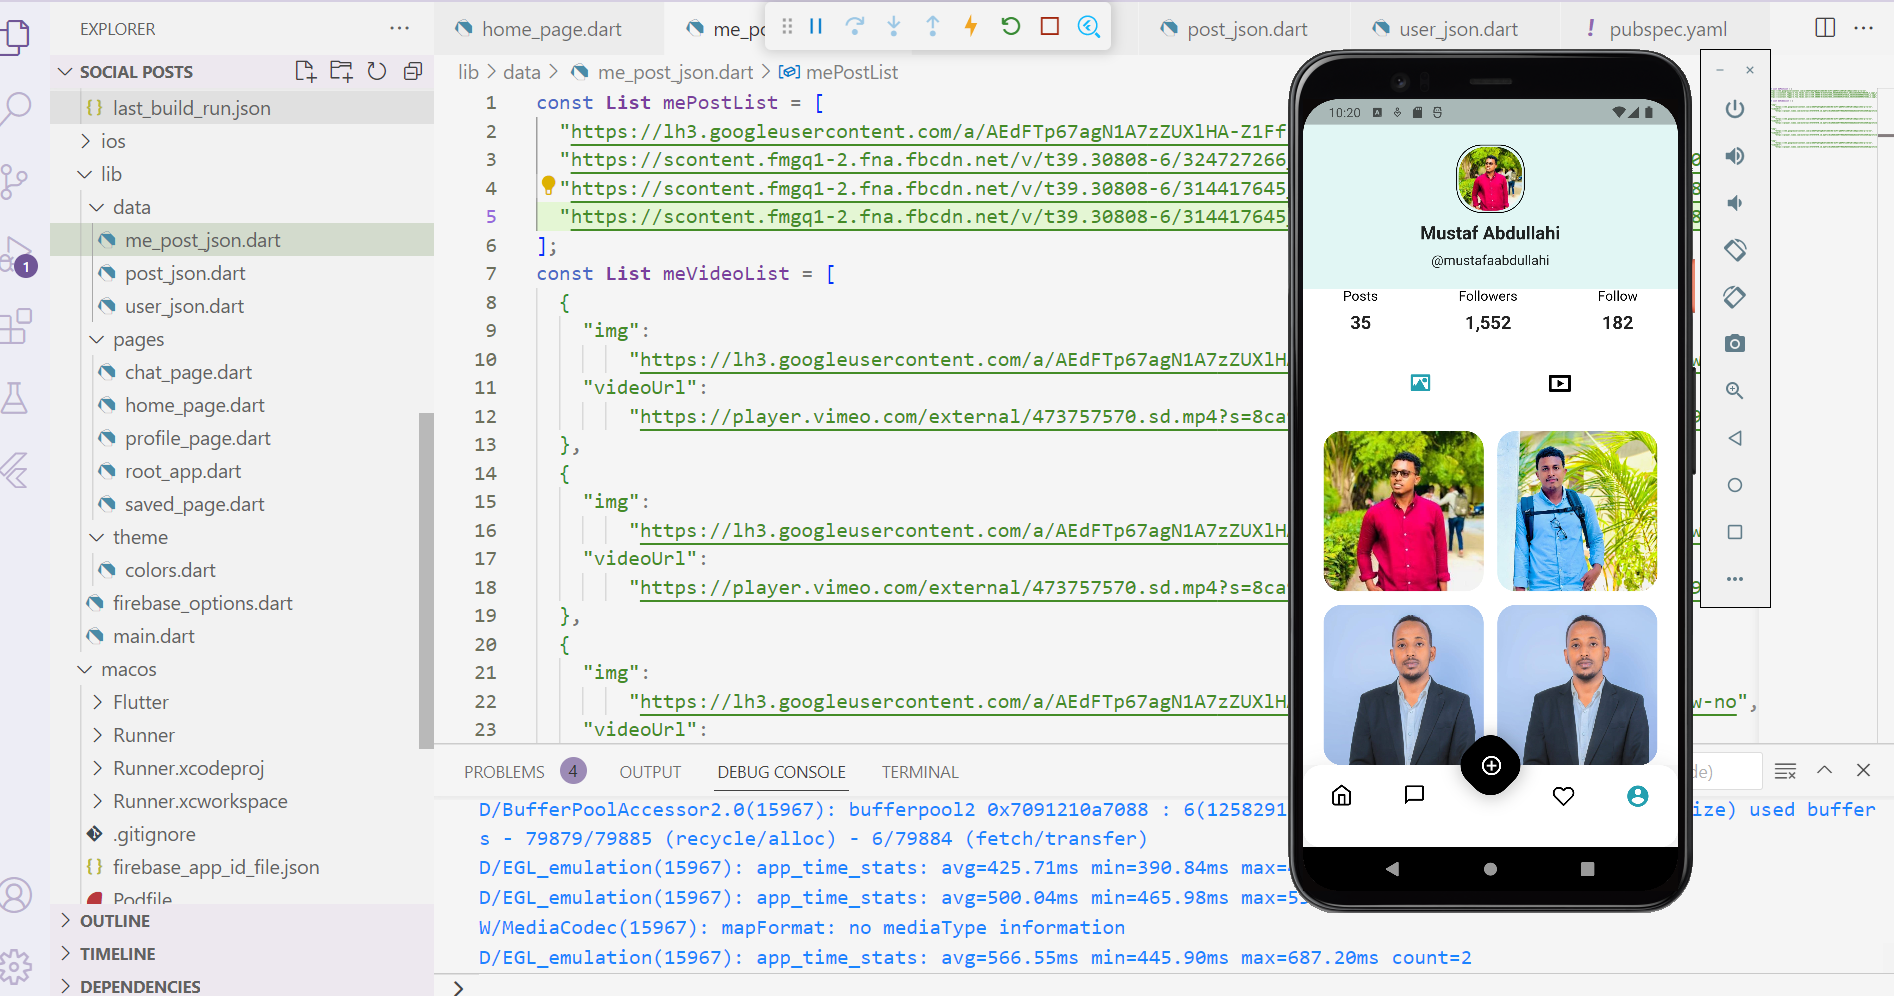 EXPLORER
SOCIAL POSTS
last_build_run.json
ios
lib
data
me_post_json.dart
post_json.dart
user_json.dart
pages
chat_page.dart
home_page.dart
profile_page.dart
root_app.dart
saved_page.dart
theme
colors.dart
firebase_options.dart
main.dart
macos
Flutter
Runner
Runner.xcodeproj
Runner.xcworkspace
.gitignore
firebase_app_id_file.json
Podfile
OUTLINE
TIMELINE
DEPENDENCIES
1
home_page.dart
me_po
post_json.dart
user_json.dart
! pubspec.yaml
lib > data > me_post_json.dart > mePostList
1 const List mePostList = [
2 "https://lh3.googleusercontent.com/a/AEdFTp67agN1A7zZUXlHA-Z1Ff
3 "https://scontent.fmgq1-2.fna.fbcdn.net/v/t39.30808-6/324727266
4 "https://scontent.fmgq1-2.fna.fbcdn.net/v/t39.30808-6/314417645
5 "https://scontent.fmgq1-2.fna.fbcdn.net/v/t39.30808-6/314417645
6 ];
7 const List meVideoList = [
8 {
9 "img":
10 "https://lh3.googleusercontent.com/a/AEdFTp67agN1A7zZUXlH
11 "videoUrl":
12 "https://player.vimeo.com/external/473757570.sd.mp4?s=8ca
13 },
14 {
15 "img":
16 "https://lh3.googleusercontent.com/a/AEdFTp67agN1A7zZUXlH
17 "videoUrl":
18 "https://player.vimeo.com/external/473757570.sd.mp4?s=8ca
19 },
20 {
21 "img":
22 "https://lh3.googleusercontent.com/a/AEdFTp67agN1A7zZUXlH w-no",
23 "videoUrl":
10:20
Mustaf Abdullahi
@mustafaabdullahi
Posts Followers Follow
35 1,552 182
PROBLEMS 4 OUTPUT DEBUG CONSOLE TERMINAL
de)
D/BufferPoolAccessor2.0(15967): bufferpool2 0x7091210a7088 : 6(1258291 ize) used buffer
s - 79879/79885 (recycle/alloc) - 6/79884 (fetch/transfer)
D/EGL_emulation(15967): app_time_stats: avg=425.71ms min=390.84ms max=
D/EGL_emulation(15967): app_time_stats: avg=500.04ms min=465.98ms max=5
W/MediaCodec(15967): mapFormat: no mediaType information
D/EGL_emulation(15967): app_time_stats: avg=566.55ms min=445.90ms max=687.20ms count=2